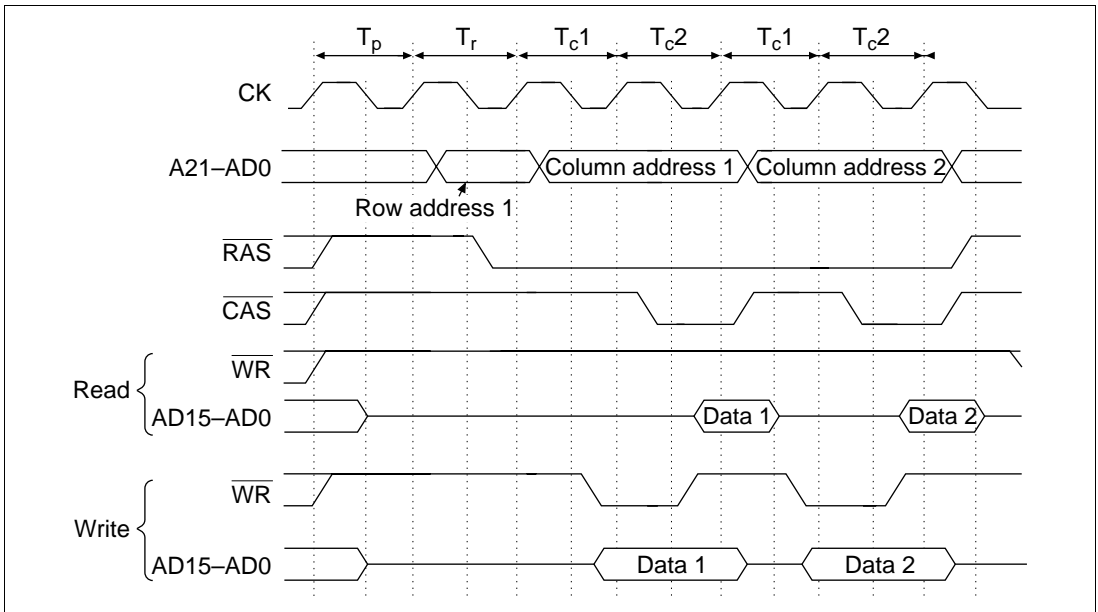 Tp Tr Tc1 Tc2 Tc1 Tc2
CK
A21–AD0 Column address 1 Column address 2
Row address 1
RAS
CAS
WR
Read
AD15–AD0 Data 1 Data 2
WR
Write
AD15–AD0 Data 1 Data 2